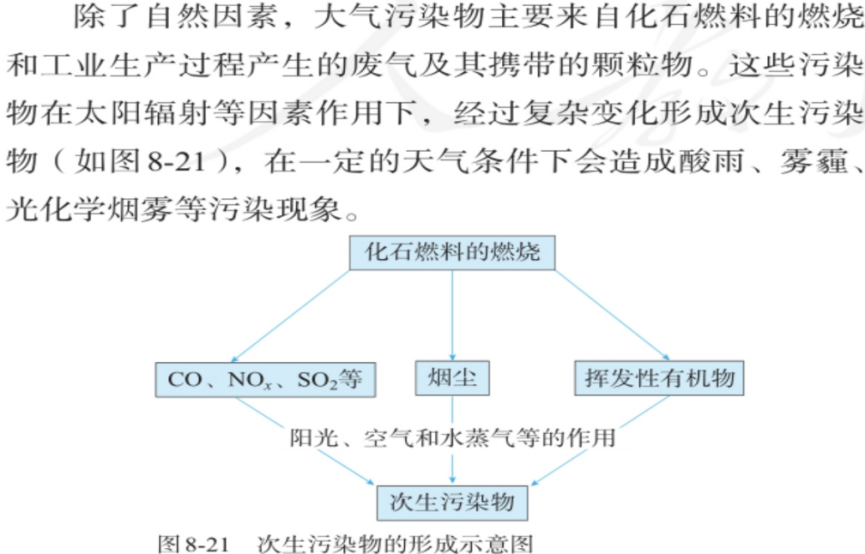 除了自然因素，大气污染物主要来自化石燃料的燃烧
和工业生产过程产生的废气及其携带的颗粒物。这些污染
物在太阳辐射等因素作用下，经过复杂变化形成次生污染
物（如图8-21），在一定的天气条件下会造成酸雨、雾霾、
光化学烟雾等污染现象。
化石燃料的燃烧
CO、NOₓ、SO₂等
烟尘
挥发性有机物
阳光、空气和水蒸气等的作用
次生污染物
图8-21 次生污染物的形成示意图